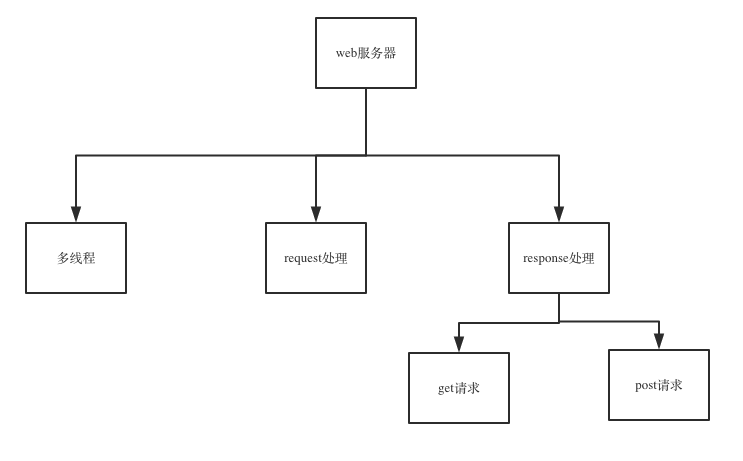 web服务器
多线程
request处理
response处理
get请求
post请求